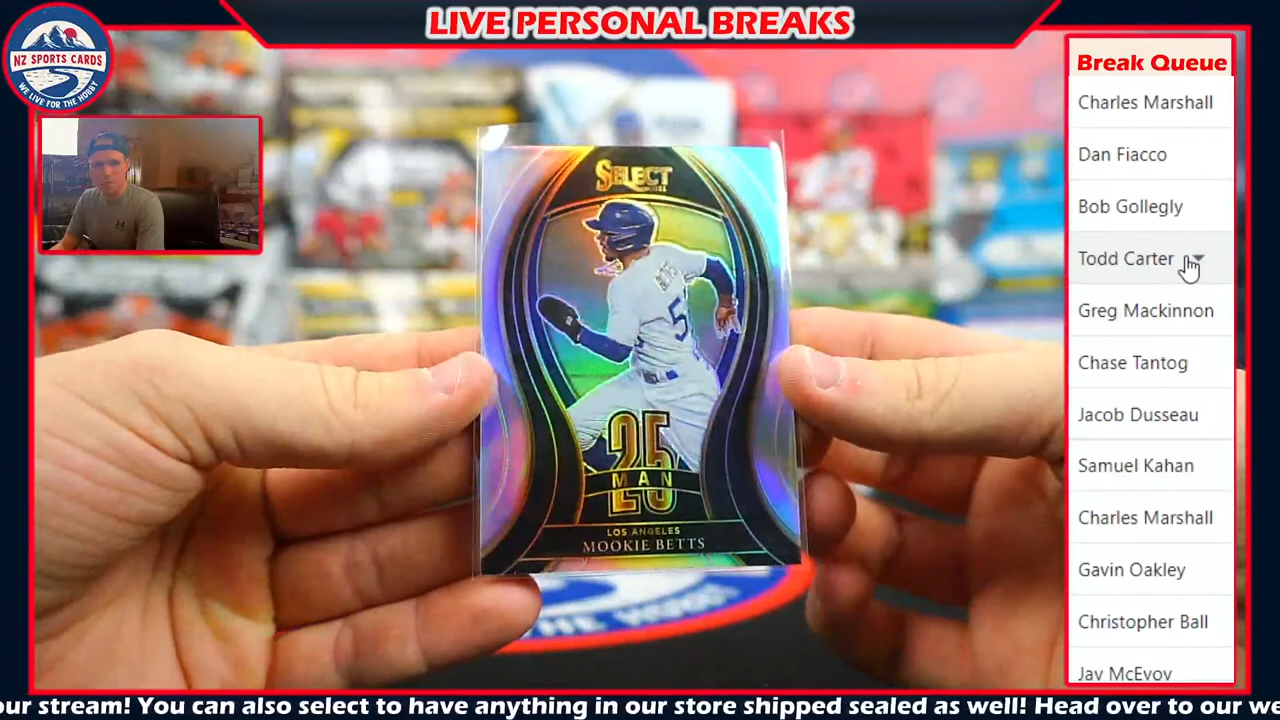 LIVE PERSONAL BREAKS
NZ SPORTS CARDS
WE LIVE FOR THE HOBBY
Break Queue
Charles Marshall
Dan Fiacco
Bob Gollegly
Todd Carter
Greg Mackinnon
Chase Tantog
Jacob Dusseau
Samuel Kahan
Charles Marshall
Gavin Oakley
Christopher Ball
Jay McEvoy
SELECT
5
25
MAN
LOS ANGELES
MOOKIE BETTS
THE HOBBY
our stream! You can also select to have anything in our store shipped sealed as well! Head over to our we